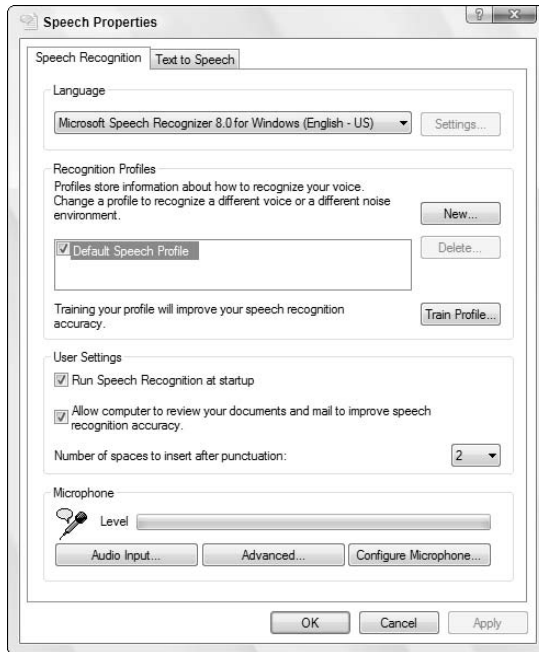 Speech Properties
Speech Recognition
Text to Speech
Language
Microsoft Speech Recognizer 8.0 for Windows (English - US)
Settings...
Recognition Profiles
Profiles store information about how to recognize your voice.
Change a profile to recognize a different voice or a different noise
environment.
New...
Default Speech Profile
Delete...
Training your profile will improve your speech recognition
accuracy.
Train Profile...
User Settings
Run Speech Recognition at startup
Allow computer to review your documents and mail to improve speech
recognition accuracy.
Number of spaces to insert after punctuation:
2
Microphone
Level
Audio Input...
Advanced...
Configure Microphone...
OK
Cancel
Apply